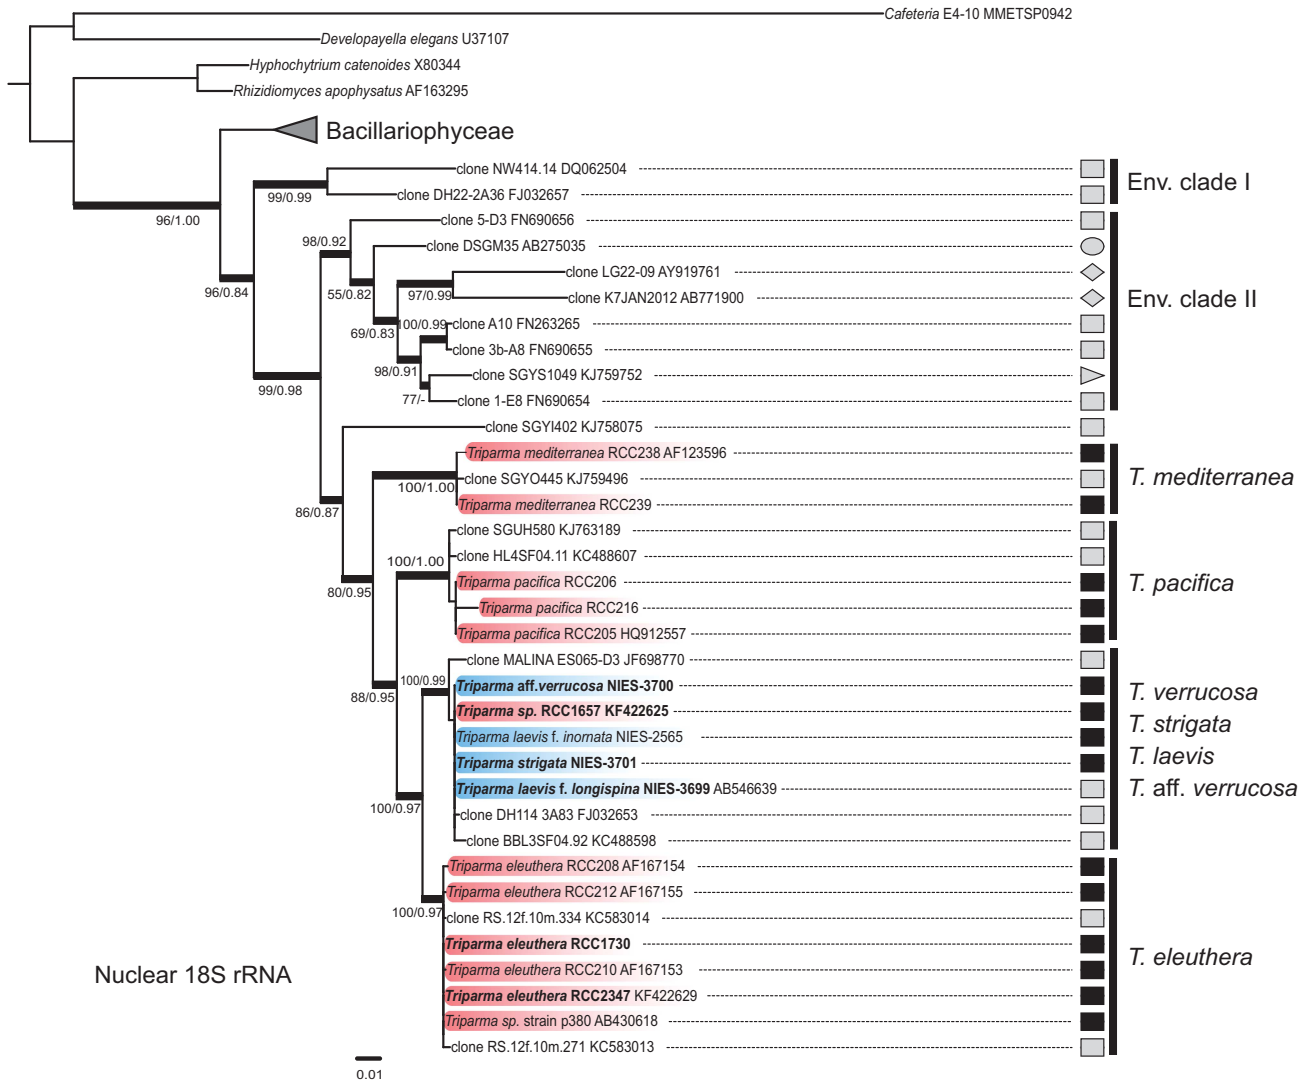 Cafeteria E4-10 MMETSP0942
Developayella elegans U37107
Hyphochytrium catenoides X80344
Rhizidiomyces apophysatus AF163295
Bacillariophyceae
clone NW414.14 DQ062504
Env. clade I
99/0.99
clone DH22-2A36 FJ032657
96/1.00
clone 5-D3 FN690656
98/0.92
clone DSGM35 AB275035
clone LG22-09 AY919761
96/0.84
55/0.82
97/0.99
clone K7JAN2012 AB771900
Env. clade II
69/0.83
100/0.99
clone A10 FN263265
clone 3b-A8 FN690655
98/0.91
clone SGYS1049 KJ759752
99/0.98
77/-
clone 1-E8 FN690654
clone SGYI402 KJ758075
Triparma mediterranea RCC238 AF123596
clone SGYO445 KJ759496
T. mediterranea
100/1.00
Triparma mediterranea RCC239
86/0.87
clone SGUH580 KJ763189
clone HL4SF04.11 KC488607
100/1.00
Triparma pacifica RCC206
T. pacifica
80/0.95
Triparma pacifica RCC216
Triparma pacifica RCC205 HQ912557
clone MALINA ES065-D3 JF698770
100/0.99
Triparma aff.verrucosa NIES-3700
T. verrucosa
88/0.95
Triparma sp. RCC1657 KF422625
T. strigata
Triparma laevis f. inornata NIES-2565
T. laevis
Triparma strigata NIES-3701
Triparma laevis f. longispina NIES-3699 AB546639
T. aff. verrucosa
100/0.97
clone DH114 3A83 FJ032653
clone BBL3SF04.92 KC488598
Triparma eleuthera RCC208 AF167154
Triparma eleuthera RCC212 AF167155
100/0.97
clone RS.12f.10m.334 KC583014
Triparma eleuthera RCC1730
T. eleuthera
Nuclear 18S rRNA
Triparma eleuthera RCC210 AF167153
Triparma eleuthera RCC2347 KF422629
Triparma sp. strain p380 AB430618
clone RS.12f.10m.271 KC583013
0.01